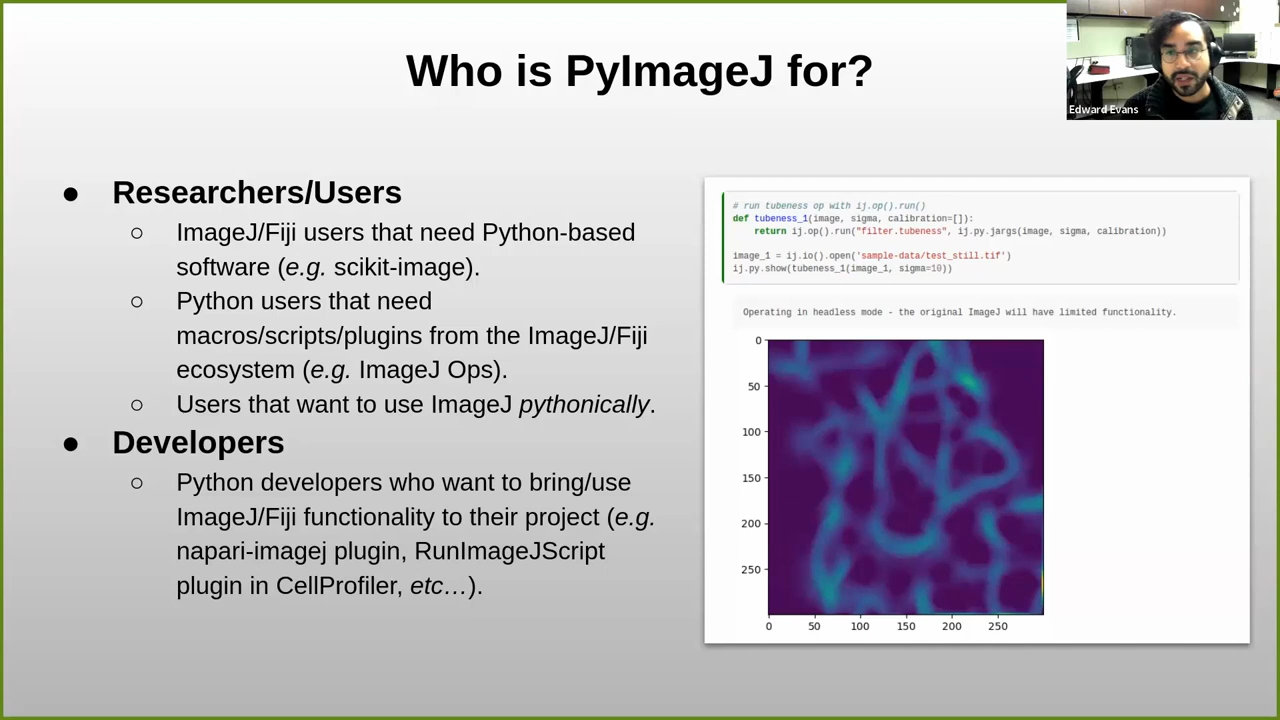 Who is PyImageJ for?
Edward Evans
● Researchers/Users
○ ImageJ/Fiji users that need Python-based
software (e.g. scikit-image).
○ Python users that need
macros/scripts/plugins from the ImageJ/Fiji
ecosystem (e.g. ImageJ Ops).
○ Users that want to use ImageJ pythonically.
● Developers
○ Python developers who want to bring/use
ImageJ/Fiji functionality to their project (e.g.
napari-imagej plugin, RunImageJScript
plugin in CellProfiler, etc…).
# run tubeness op with ij.op().run()
def tubeness_1(image, sigma, calibration=[]):
    return ij.op().run("filter.tubeness", ij.py.jargs(image, sigma, calibration))
image_1 = ij.io().open('sample-data/test_still.tif')
ij.py.show(tubeness_1(image_1, sigma=10))
Operating in headless mode - the original ImageJ will have limited functionality.
0
50
100
150
200
250
0 50 100 150 200 250